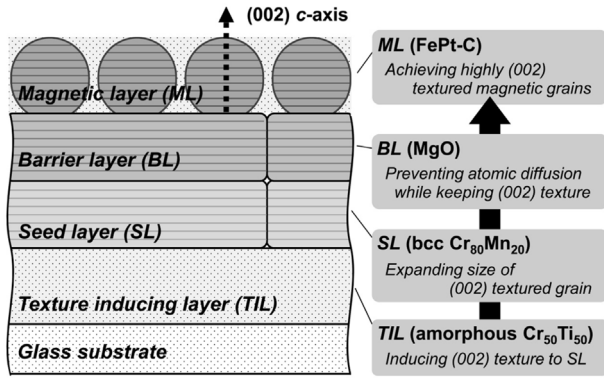 (002) c-axis
Magnetic layer (ML)
Barrier layer (BL)
Seed layer (SL)
Texture inducing layer (TIL)
Glass substrate
ML (FePt-C)
Achieving highly (002)
textured magnetic grains
BL (MgO)
Preventing atomic diffusion
while keeping (002) texture
SL (bcc Cr₈₀Mn₂₀)
Expanding size of
(002) textured grain
TIL (amorphous Cr₅₀Ti₅₀)
Inducing (002) texture to SL